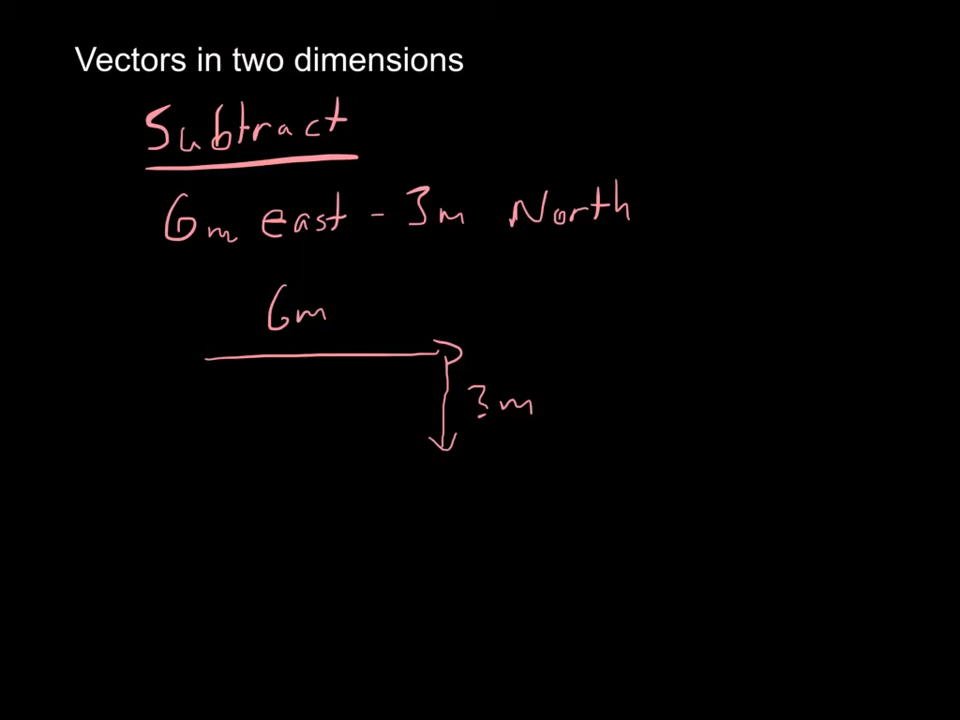 Vectors in two dimensions
Subtract
6m east - 3m North
6m
3m